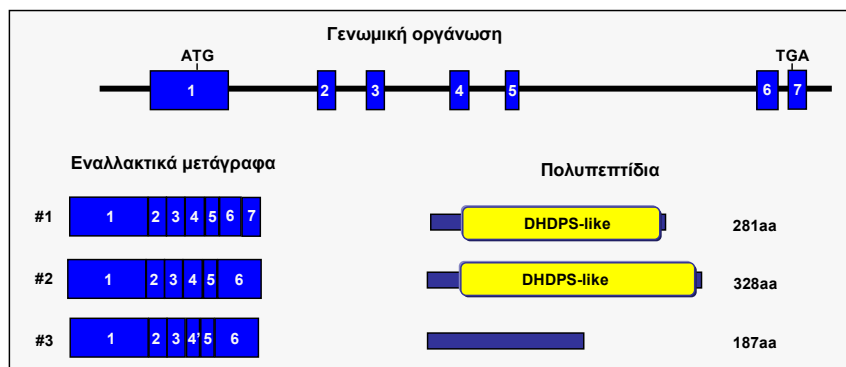 Γενωμική οργάνωση
ATG TGA
1 2 3 4 5 6 7
Εναλλακτικά μετάγραφα Πολυπεπτίδια
#1 1 2 3 4 5 6 7 DHDPS-like 281aa
#2 1 2 3 4 5 6 DHDPS-like 328aa
#3 1 2 3 4' 5 6 187aa